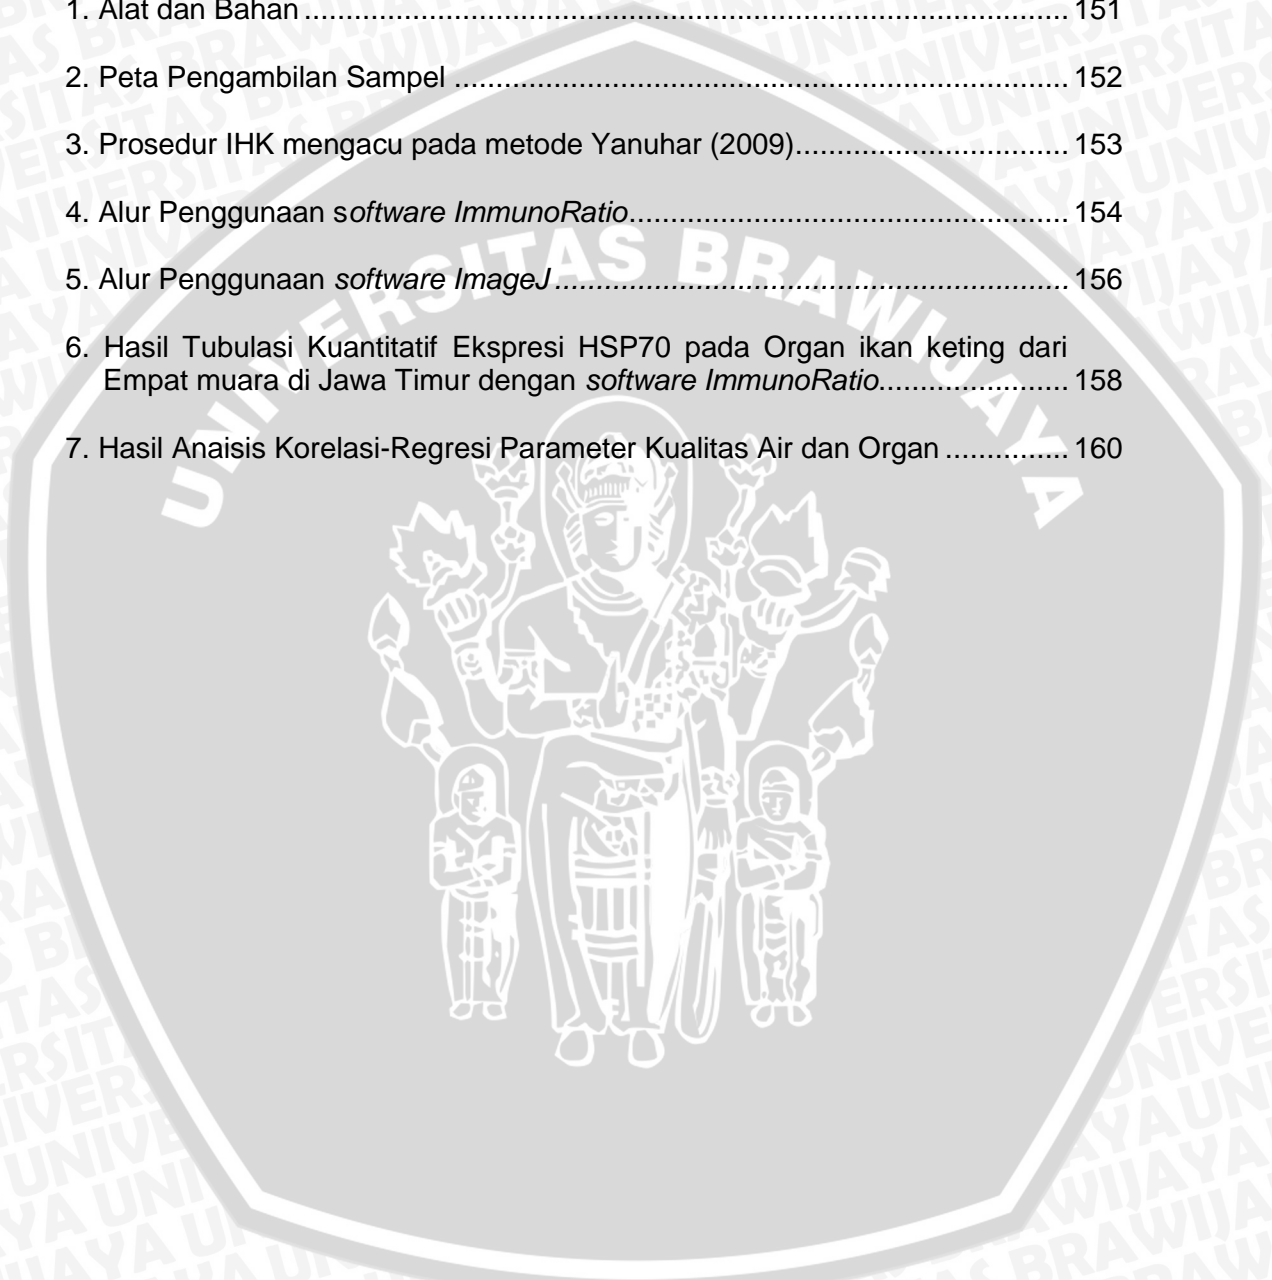 1. Alat dan Bahan ........................................................................................ 151
2. Peta Pengambilan Sampel ........................................................................ 152
3. Prosedur IHK mengacu pada metode Yanuhar (2009)................................ 153
4. Alur Penggunaan software ImmunoRatio.................................................... 154
5. Alur Penggunaan software ImageJ ............................................................. 156
6. Hasil Tubulasi Kuantitatif Ekspresi HSP70 pada Organ ikan keting dari
Empat muara di Jawa Timur dengan software ImmunoRatio....................... 158
7. Hasil Anaisis Korelasi-Regresi Parameter Kualitas Air dan Organ .............. 160
UNIVERSITAS BRAWIJAYA